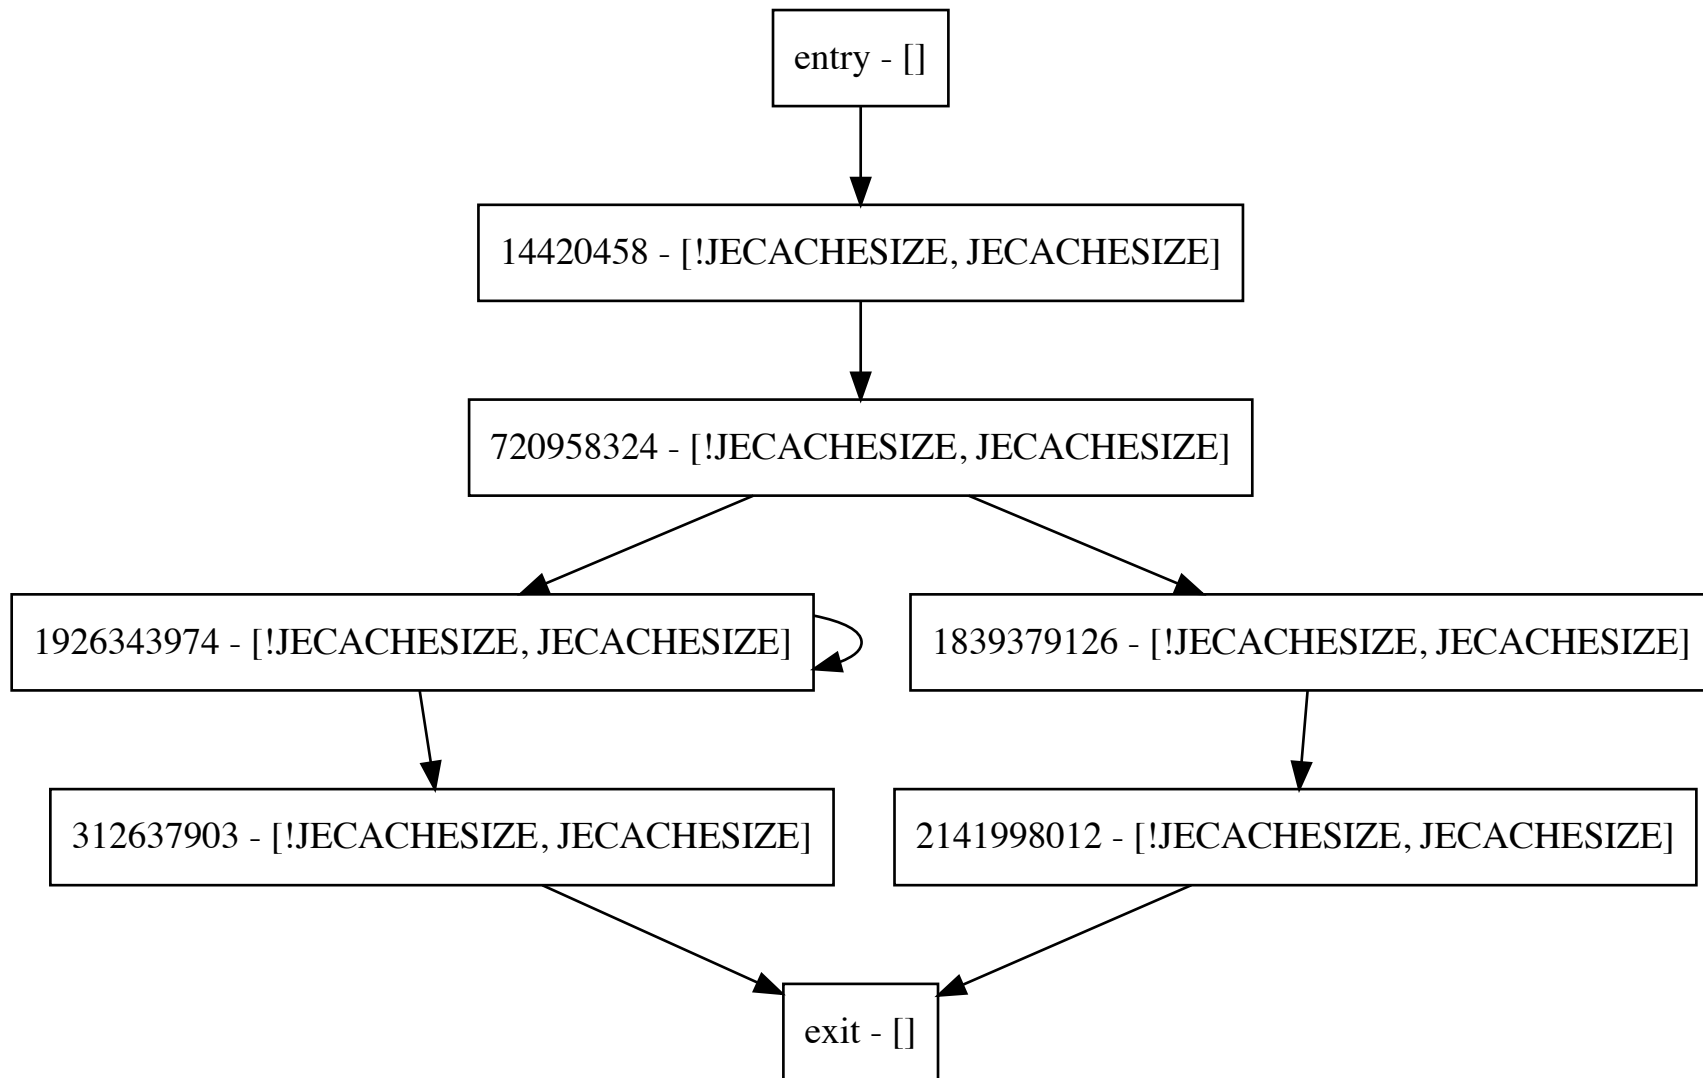 entry - []
14420458 - [!JECACHESIZE, JECACHESIZE]
720958324 - [!JECACHESIZE, JECACHESIZE]
1926343974 - [!JECACHESIZE, JECACHESIZE]
1839379126 - [!JECACHESIZE, JECACHESIZE]
312637903 - [!JECACHESIZE, JECACHESIZE]
2141998012 - [!JECACHESIZE, JECACHESIZE]
exit - []